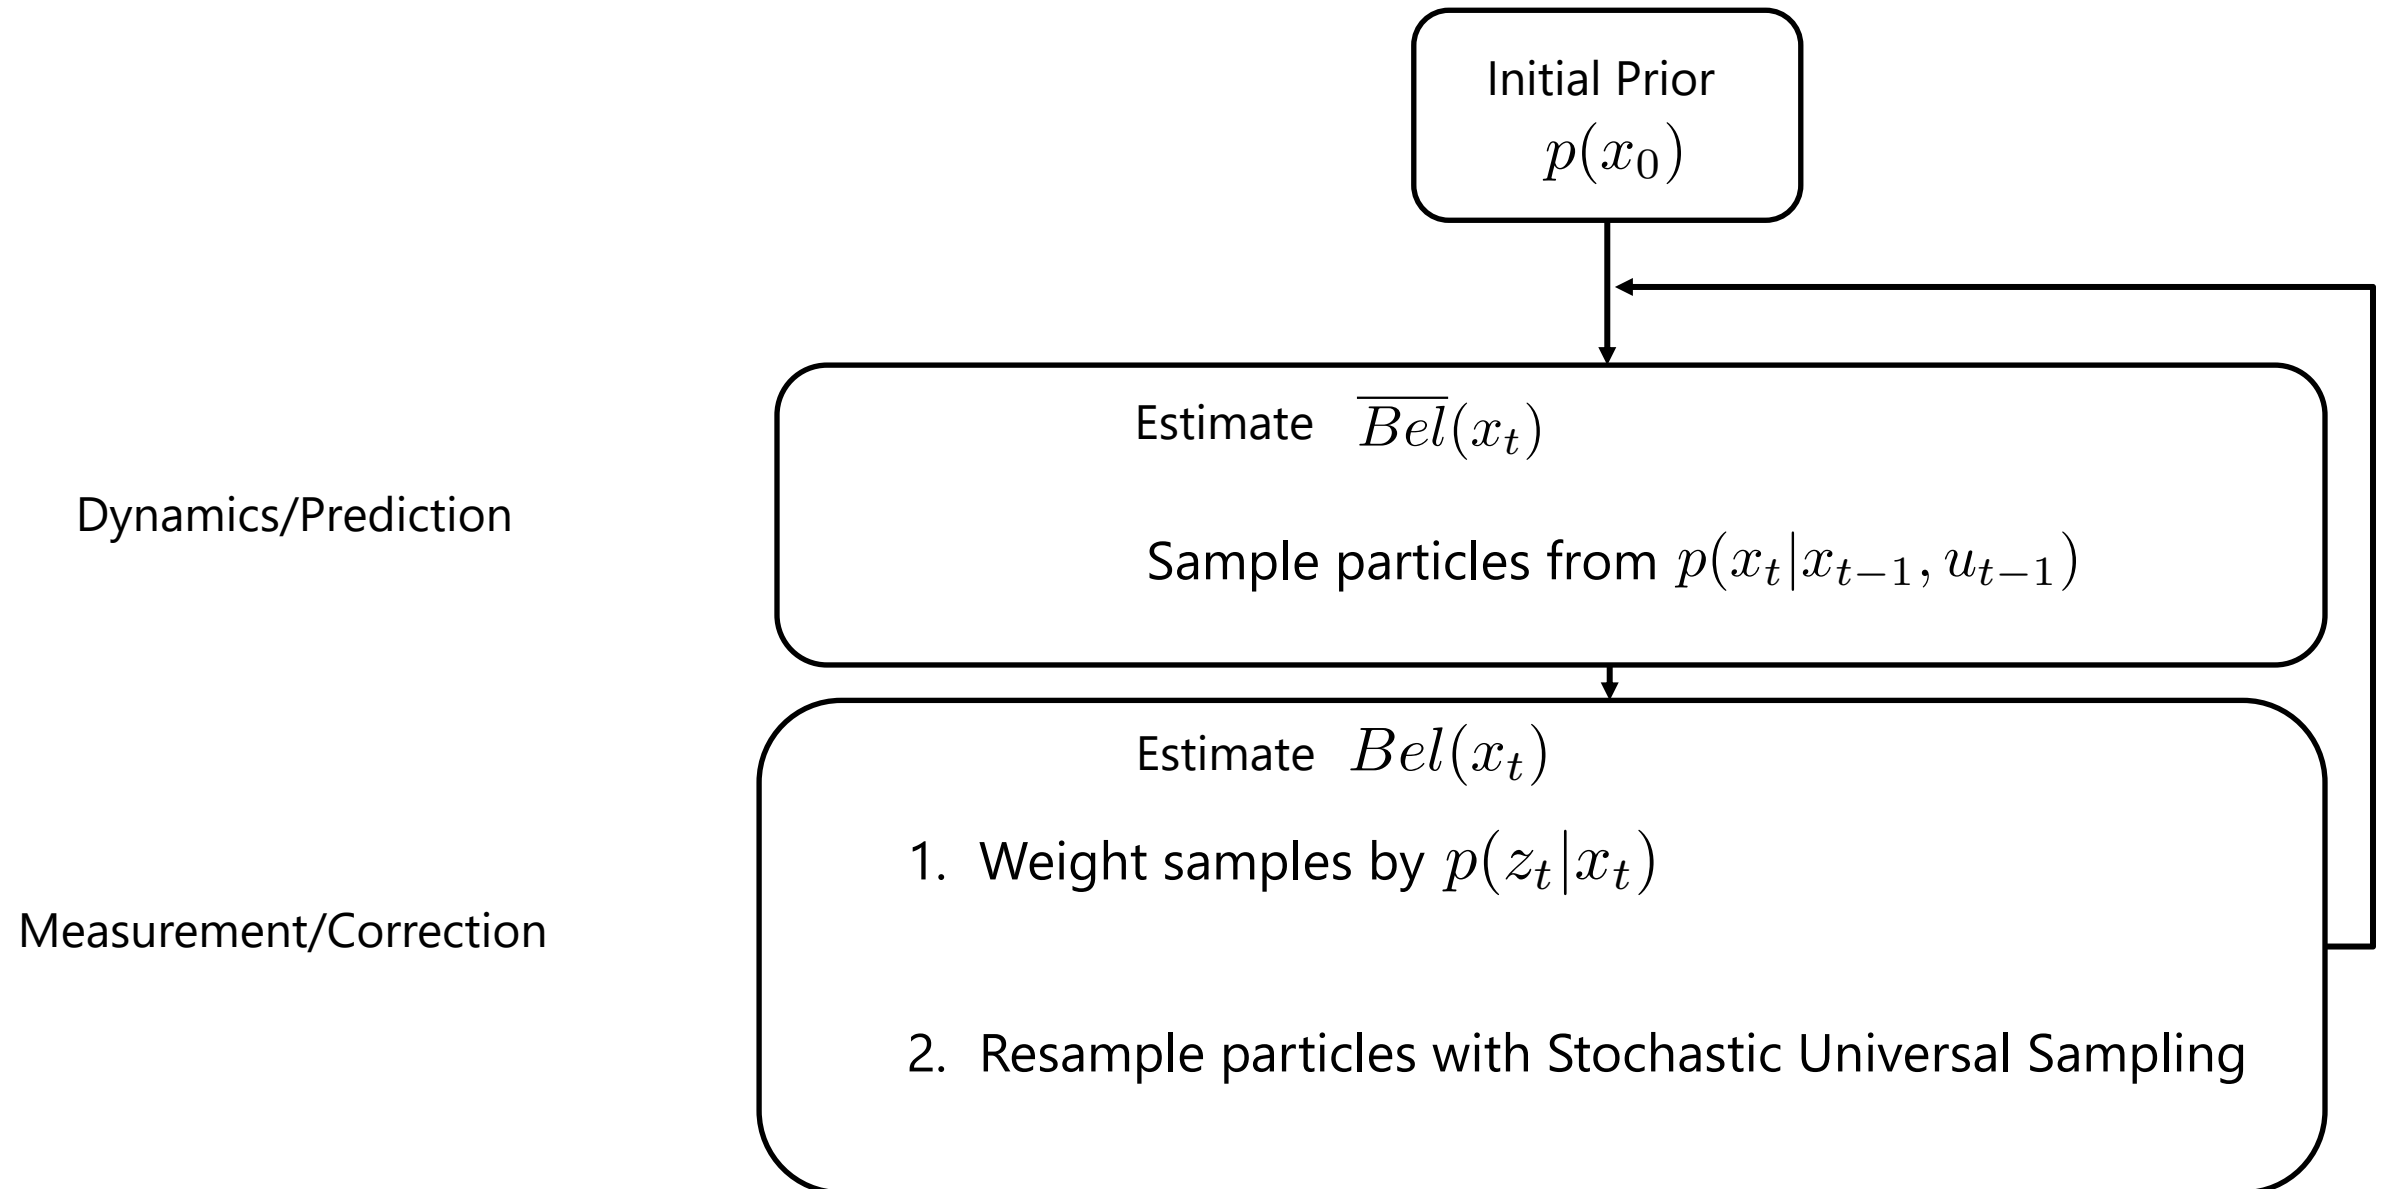 Initial Prior
$p(x_0)$
Estimate $\overline{Bel}(x_t)$
Dynamics/Prediction
Sample particles from $p(x_t|x_{t-1}, u_{t-1})$
Estimate $Bel(x_t)$
1. Weight samples by $p(z_t|x_t)$
Measurement/Correction
2. Resample particles with Stochastic Universal Sampling